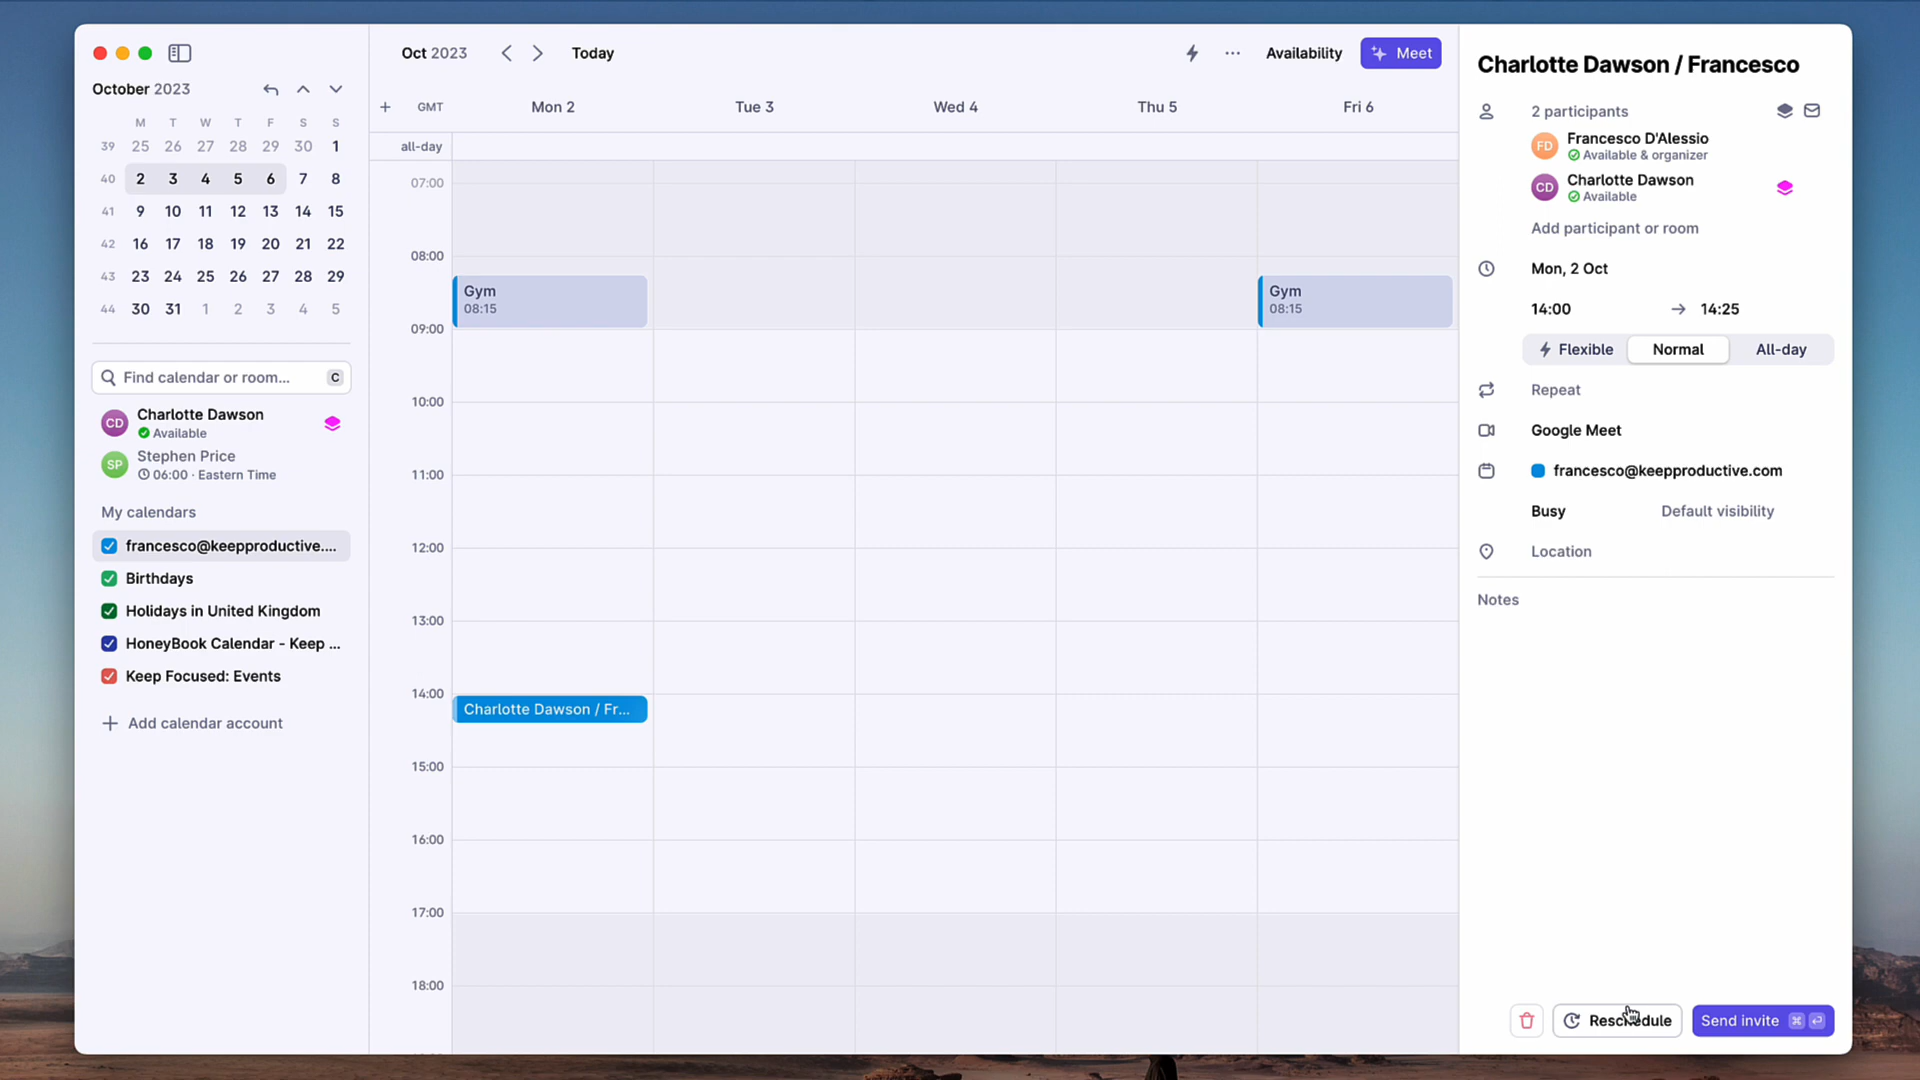 October 2023
M T W T F S S
39 25 26 27 28 29 30 1
40 2 3 4 5 6 7 8
41 9 10 11 12 13 14 15
42 16 17 18 19 20 21 22
43 23 24 25 26 27 28 29
44 30 31 1 2 3 4 5
Find calendar or room... C
CD Charlotte Dawson
Available
SP Stephen Price
06:00 · Eastern Time
My calendars
francesco@keepproductive....
Birthdays
Holidays in United Kingdom
HoneyBook Calendar - Keep ...
Keep Focused: Events
Add calendar account
Oct 2023 Today Availability Meet
GMT Mon 2 Tue 3 Wed 4 Thu 5 Fri 6
all-day
07:00
08:00
Gym
08:15
Gym
08:15
09:00
10:00
11:00
12:00
13:00
14:00
Charlotte Dawson / Fr...
15:00
16:00
17:00
18:00
Charlotte Dawson / Francesco
2 participants
FD Francesco D'Alessio
Available & organizer
CD Charlotte Dawson
Available
Add participant or room
Mon, 2 Oct
14:00 → 14:25
Flexible Normal All-day
Repeat
Google Meet
francesco@keepproductive.com
Busy Default visibility
Location
Notes
Reschedule Send invite ⌘ ↵